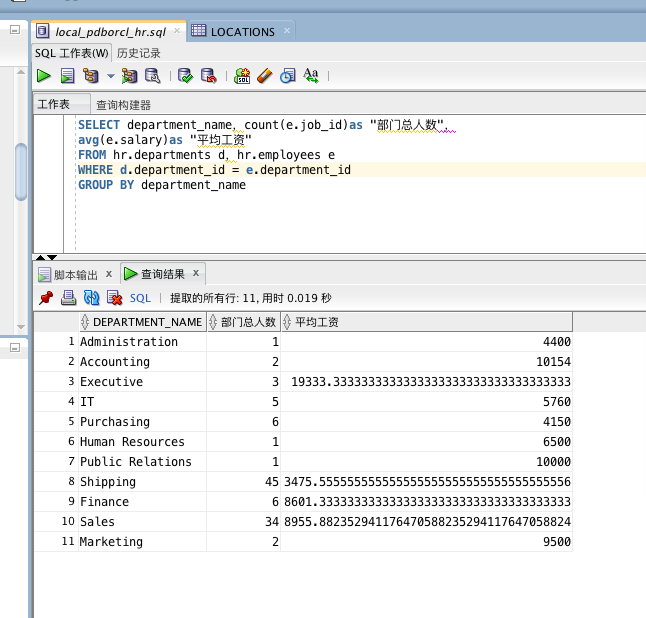 local_pdborcl_hr.sql LOCATIONS
SQL 工作表(W) 历史记录
工作表 查询构建器
SELECT department_name, count(e.job_id)as "部门总人数",
avg(e.salary)as "平均工资"
FROM hr.departments d, hr.employees e
WHERE d.department_id = e.department_id
GROUP BY department_name
脚本输出 x 查询结果 x
SQL | 提取的所有行: 11, 用时 0.019 秒
DEPARTMENT_NAME 部门总人数 平均工资
1 Administration 1 4400
2 Accounting 2 10154
3 Executive 3 19333.3333333333333333333333333333333333
4 IT 5 5760
5 Purchasing 6 4150
6 Human Resources 1 6500
7 Public Relations 1 10000
8 Shipping 45 3475.555555555555555555555555555555555556
9 Finance 6 8601.333333333333333333333333333333333333
10 Sales 34 8955.882352941176470588235294117647058824
11 Marketing 2 9500